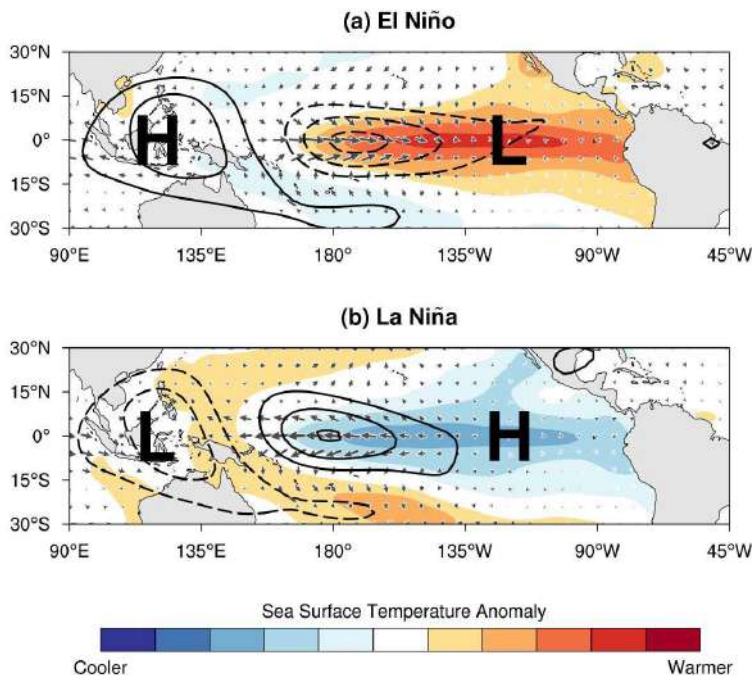 (a) El Niño
30°N
15°N
0°
15°S
30°S
H
L
90°E 135°E 180° 135°W 90°W 45°W
(b) La Niña
30°N
15°N
0°
15°S
30°S
L
H
90°E 135°E 180° 135°W 90°W 45°W
Sea Surface Temperature Anomaly
Cooler Warmer